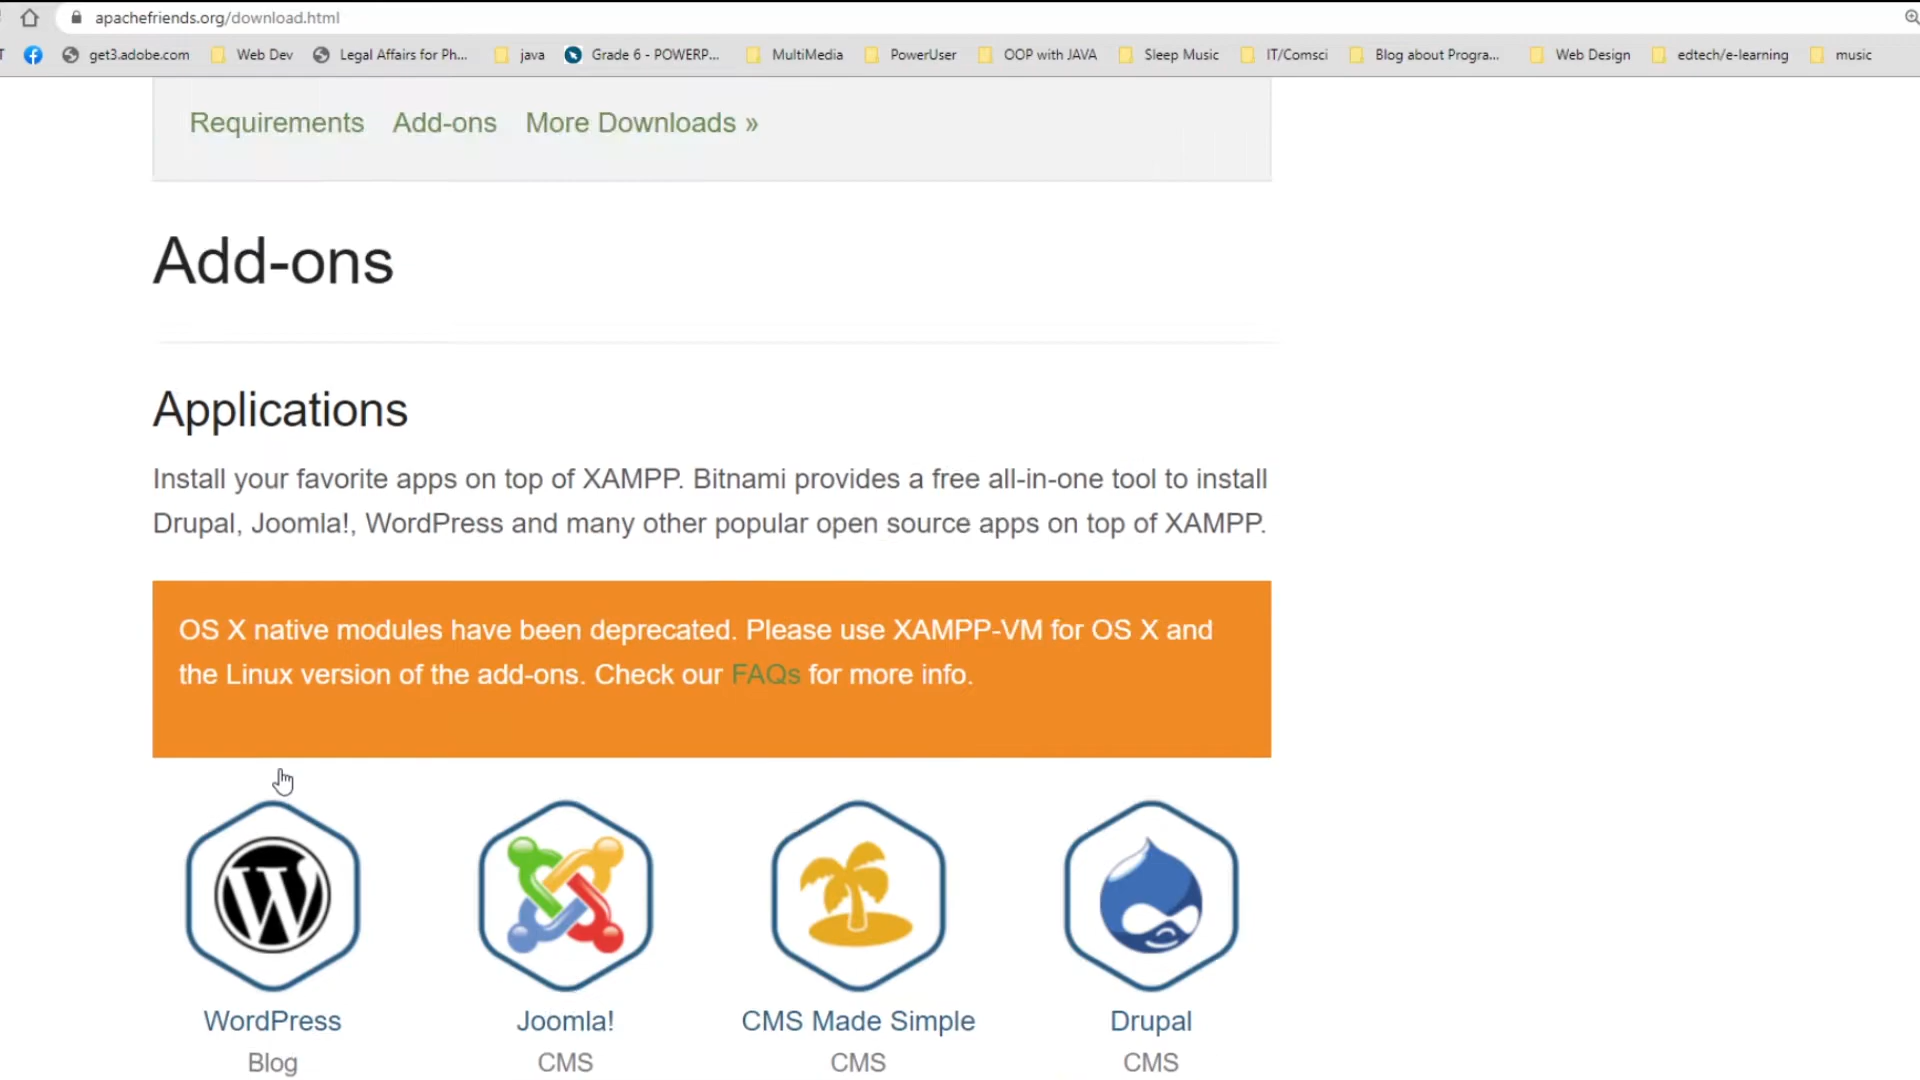 apachefriends.org/download.html
T get3.adobe.com Web Dev Legal Affairs for Ph... java Grade 6 - POWERP... MultiMedia PowerUser OOP with JAVA Sleep Music IT/Comsci Blog about Progra... Web Design edtech/e-learning music
Requirements Add-ons More Downloads »
Add-ons
Applications
Install your favorite apps on top of XAMPP. Bitnami provides a free all-in-one tool to install
Drupal, Joomla!, WordPress and many other popular open source apps on top of XAMPP.
OS X native modules have been deprecated. Please use XAMPP-VM for OS X and
the Linux version of the add-ons. Check our FAQs for more info.
WordPress Joomla! CMS Made Simple Drupal
Blog CMS CMS CMS